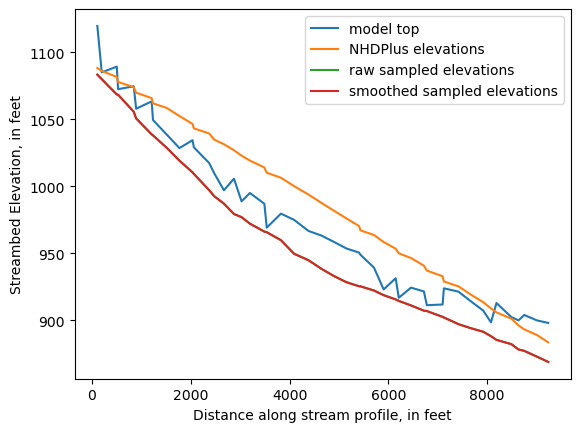 model top
NHDPlus elevations
raw sampled elevations
smoothed sampled elevations
1100
1050
1000
950
900
Streambed Elevation, in feet
0 2000 4000 6000 8000
Distance along stream profile, in feet